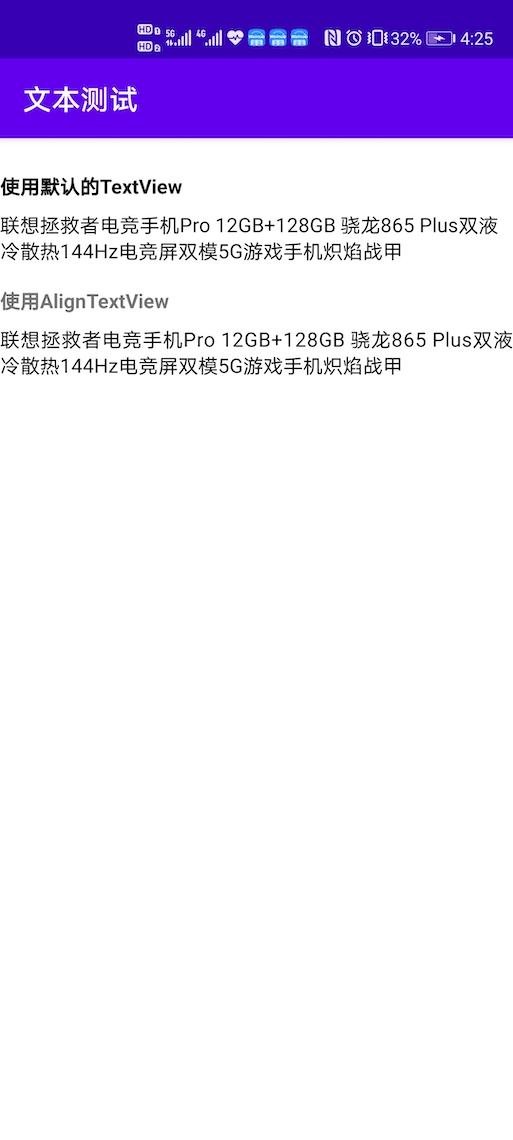 HD 1 5G 4G 32% 4:25
HD 2
文本测试
使用默认的TextView
联想拯救者电竞手机Pro 12GB+128GB 骁龙865 Plus双液
冷散热144Hz电竞屏双模5G游戏手机炽焰战甲
使用AlignTextView
联想拯救者电竞手机Pro 12GB+128GB 骁龙865 Plus双液
冷散热144Hz电竞屏双模5G游戏手机炽焰战甲